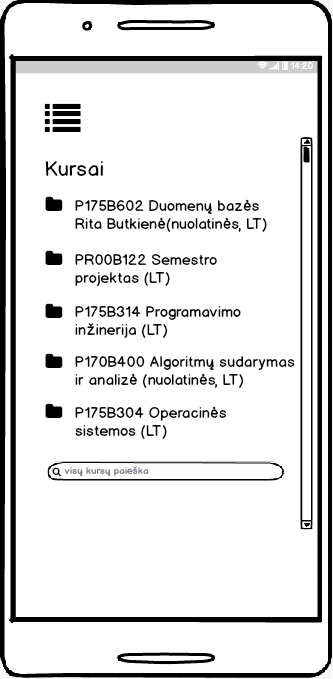 14:20
Kursai
P175B602 Duomenų bazės
Rita Butkienė(nuolatinės, LT)
PR00B122 Semestro
projektas (LT)
P175B314 Programavimo
inžinerija (LT)
P170B400 Algoritmų sudarymas
ir analizė (nuolatinės, LT)
P175B304 Operacinės
sistemos (LT)
visų kursų paieška